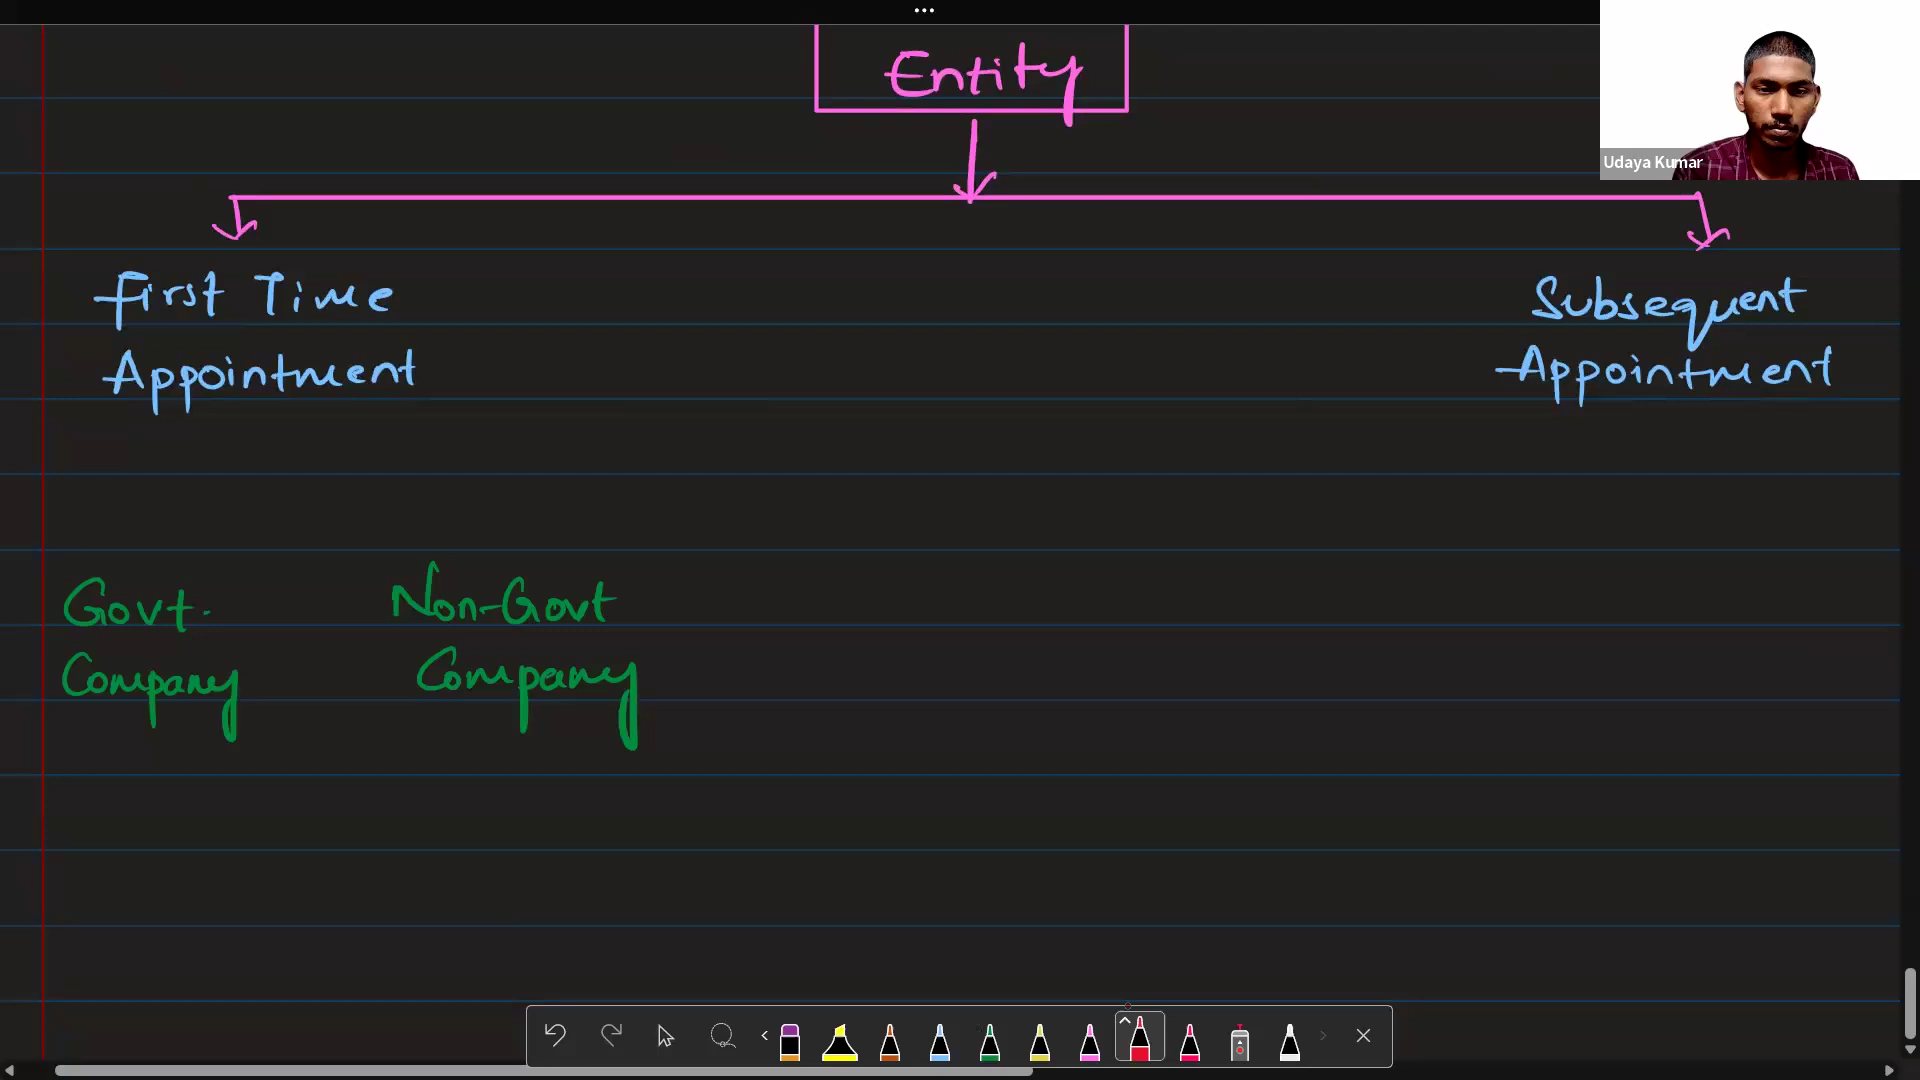 ...
Entity
Udaya Kumar
First Time
Appointment
Subsequent
Appointment
Govt.
Company
Non-Govt
Company